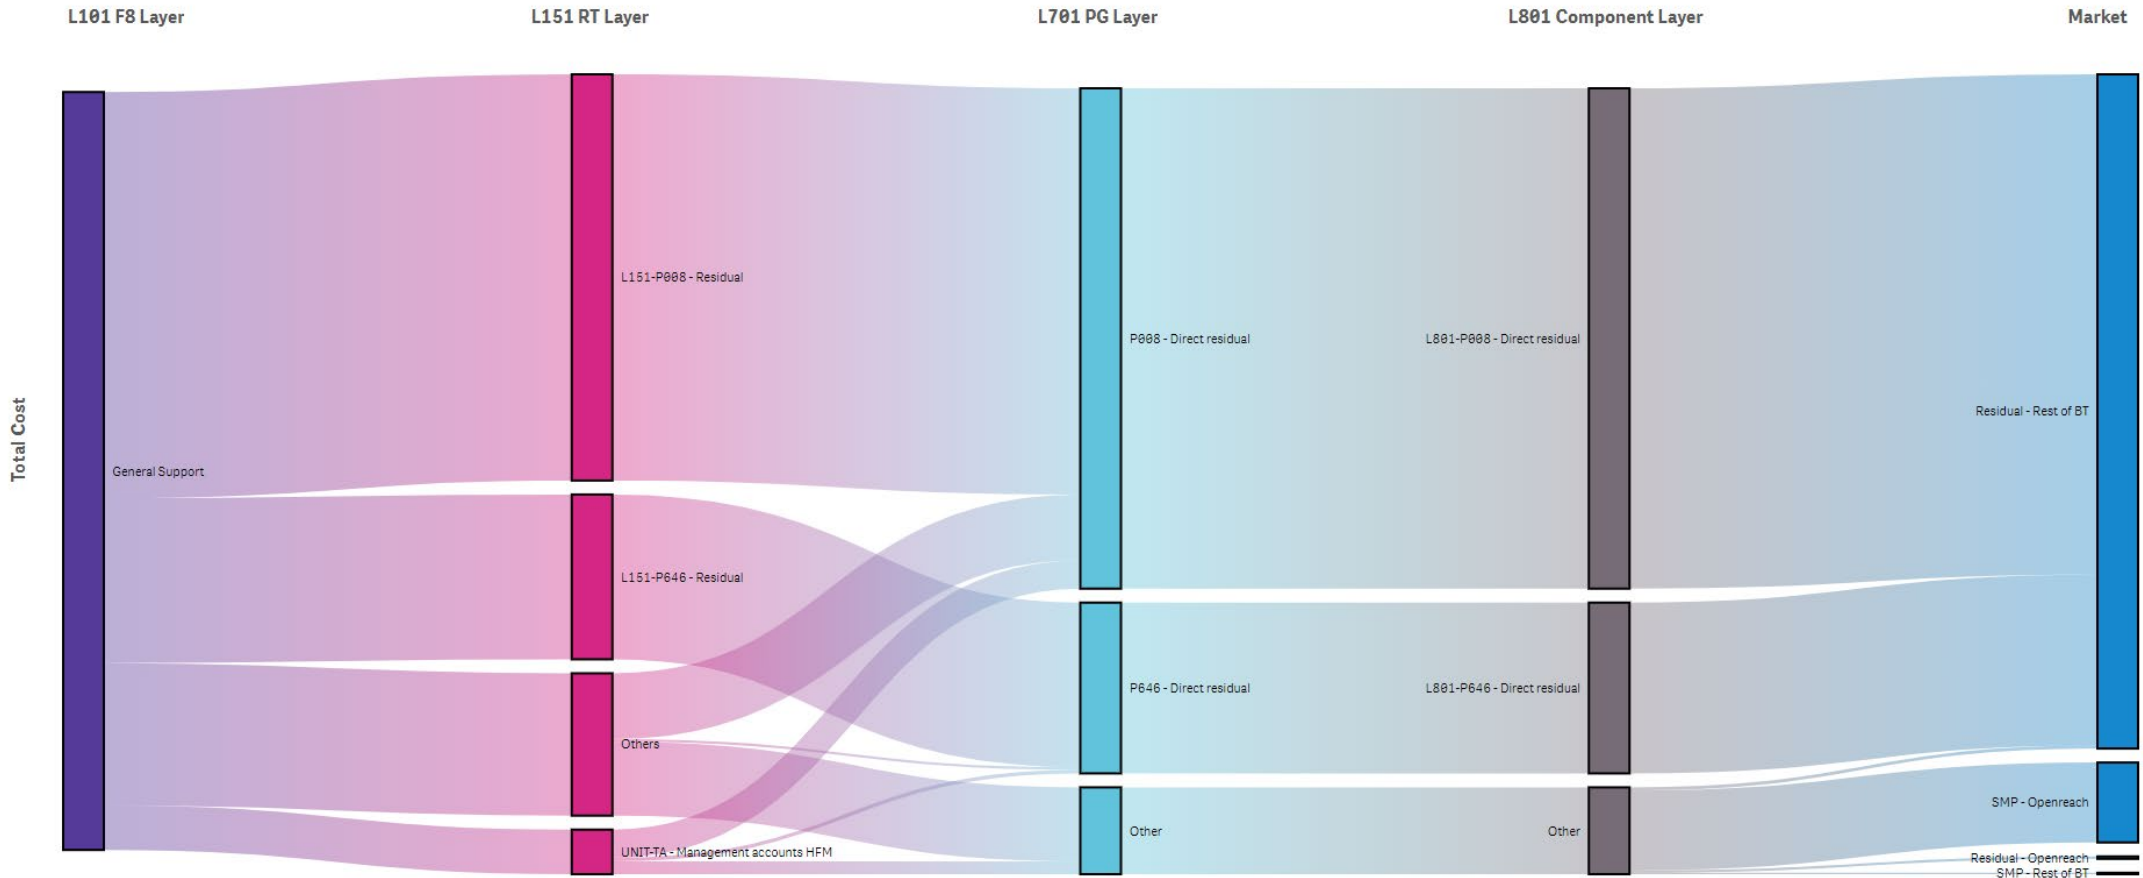 L101 F8 Layer
L151 RT Layer
L701 PG Layer
L801 Component Layer
Market
Total Cost
General Support
L151-P008 - Residual
L151-P646 - Residual
Others
UNIT-TA - Management accounts HFM
P008 - Direct residual
P646 - Direct residual
Other
L801-P008 - Direct residual
L801-P646 - Direct residual
Other
Residual - Rest of BT
SMP - Openreach
Residual - Openreach
SMP - Rest of BT